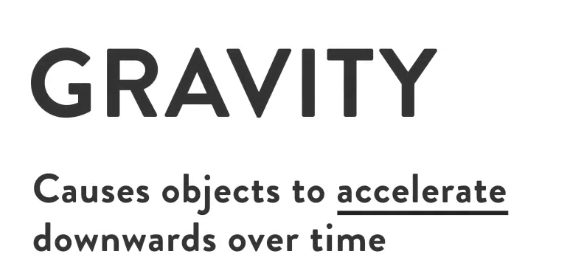 GRAVITY
Causes objects to accelerate
downwards over time